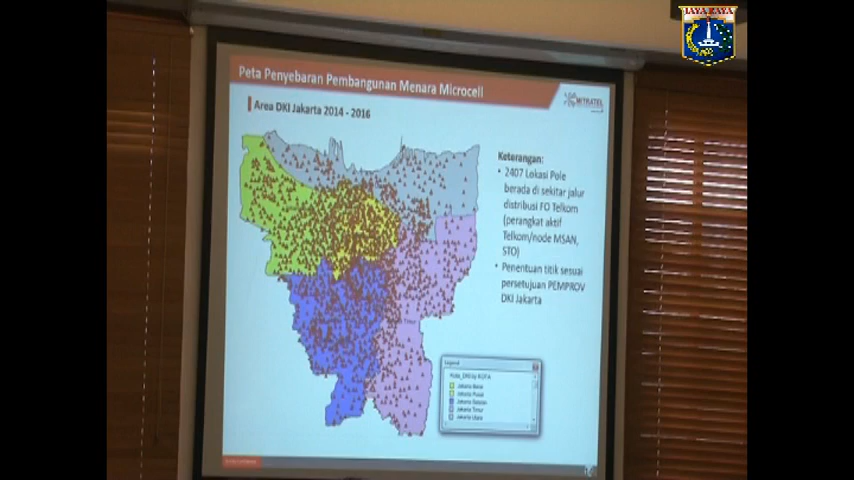 JAYA RAYA
Peta Penyebaran Pembangunan Menara Microcell
MITRATEL
Area DKI Jakarta 2014 - 2016
Keterangan:
• 2407 Lokasi Pole
berada di sekitar jalur
distribusi FO Telkom
(perangkat aktif
Telkom/node MSAN,
STO)
• Penentuan titik sesuai
persetujuan PEMPROV
DKI Jakarta
Timur
Legend
Jakarta Barat
Jakarta Pusat
Jakarta Selatan
Jakarta Timur
Jakarta Utara